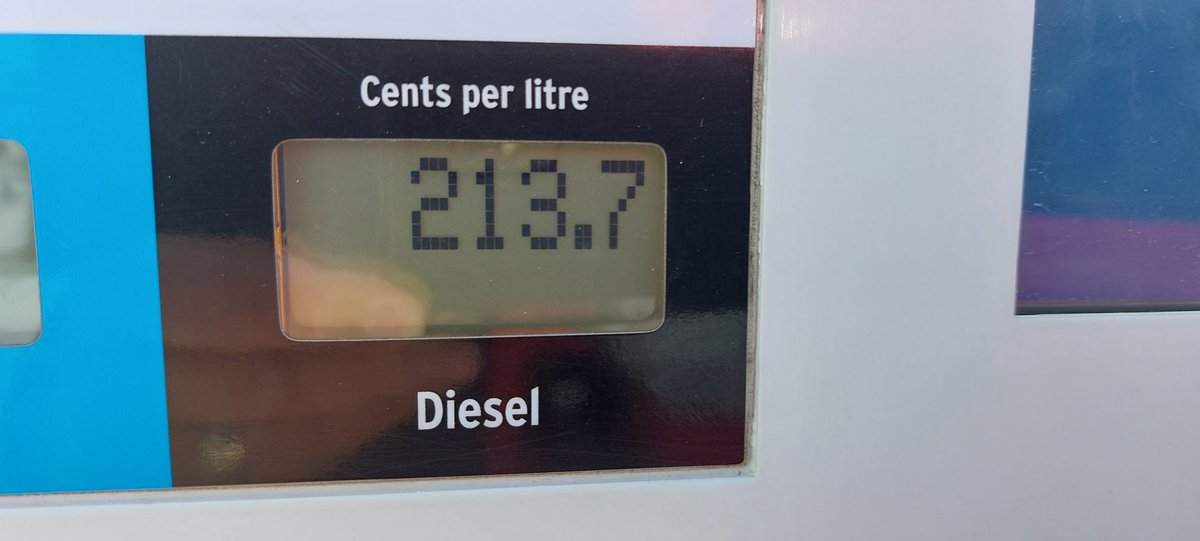 Cents per litre
213.7
Diesel